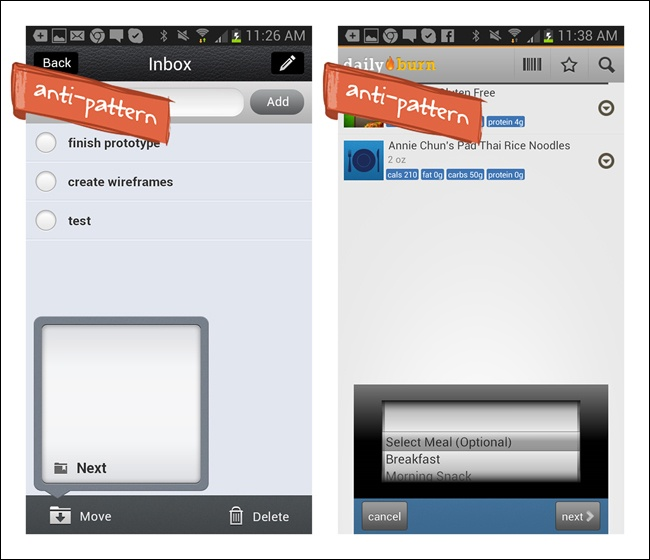 11:26 AM
Back
Inbox
anti-pattern
Add
finish prototype
create wireframes
test
Next
Move
Delete
11:38 AM
daily burn
anti-pattern
Free
protein 4g
Annie Chun's Pad Thai Rice Noodles
2 oz
cals 210 fat 0g carbs 50g protein 0g
Select Meal (Optional)
Breakfast
Morning Snack
cancel
next